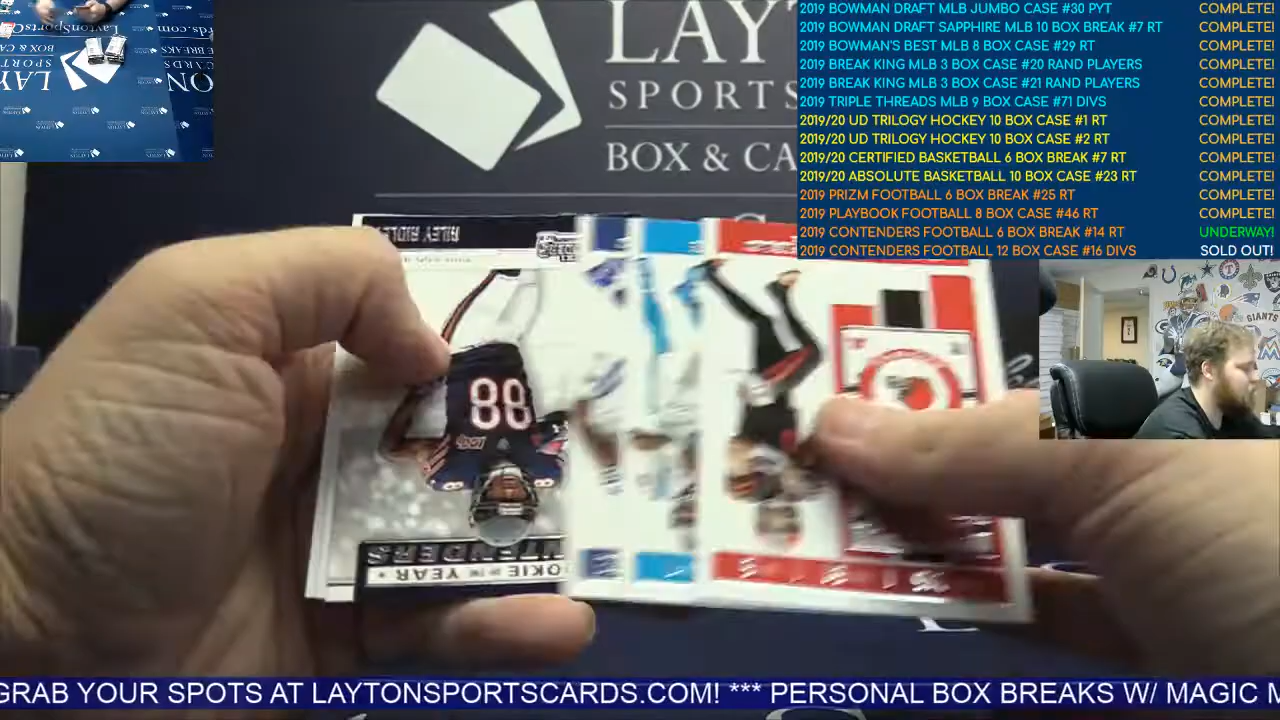 2019 BOWMAN DRAFT MLB JUMBO CASE #30 PYT COMPLETE!
2019 BOWMAN DRAFT SAPPHIRE MLB 10 BOX BREAK #7 RT COMPLETE!
2019 BOWMAN'S BEST MLB 8 BOX CASE #29 RT COMPLETE!
2019 BREAK KING MLB 3 BOX CASE #20 RAND PLAYERS COMPLETE!
2019 BREAK KING MLB 3 BOX CASE #21 RAND PLAYERS COMPLETE!
2019 TRIPLE THREADS MLB 9 BOX CASE #71 DIVS COMPLETE!
2019/20 UD TRILOGY HOCKEY 10 BOX CASE #1 RT COMPLETE!
2019/20 UD TRILOGY HOCKEY 10 BOX CASE #2 RT COMPLETE!
2019/20 CERTIFIED BASKETBALL 6 BOX BREAK #7 RT COMPLETE!
2019/20 ABSOLUTE BASKETBALL 10 BOX CASE #23 RT COMPLETE!
2019 PRIZM FOOTBALL 6 BOX BREAK #25 RT COMPLETE!
2019 PLAYBOOK FOOTBALL 8 BOX CASE #46 RT COMPLETE!
2019 CONTENDERS FOOTBALL 6 BOX BREAK #14 RT UNDERWAY!
2019 CONTENDERS FOOTBALL 12 BOX CASE #16 DIVS SOLD OUT!
LAYT
SPORTS
BOX & CA
RILEY RIDLE
88
NTENDERS
OOKIE OF THE YEAR
GIANTS
GRAB YOUR SPOTS AT LAYTONSPORTSCARDS.COM! *** PERSONAL BOX BREAKS W/ MAGIC M